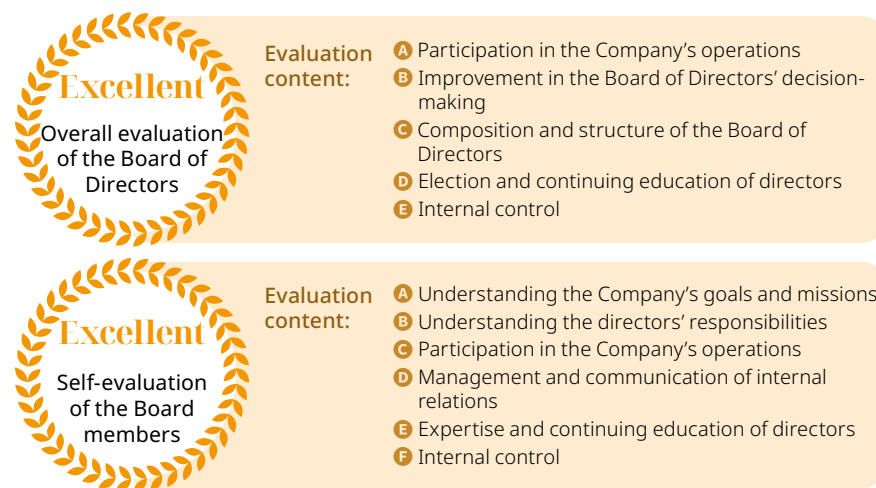 Excellent
Overall evaluation
of the Board of
Directors
Evaluation
content:
A Participation in the Company's operations
B Improvement in the Board of Directors' decision-
making
C Composition and structure of the Board of
Directors
D Election and continuing education of directors
E Internal control
Excellent
Self-evaluation
of the Board
members
Evaluation
content:
A Understanding the Company's goals and missions
B Understanding the directors' responsibilities
C Participation in the Company's operations
D Management and communication of internal
relations
E Expertise and continuing education of directors
F Internal control